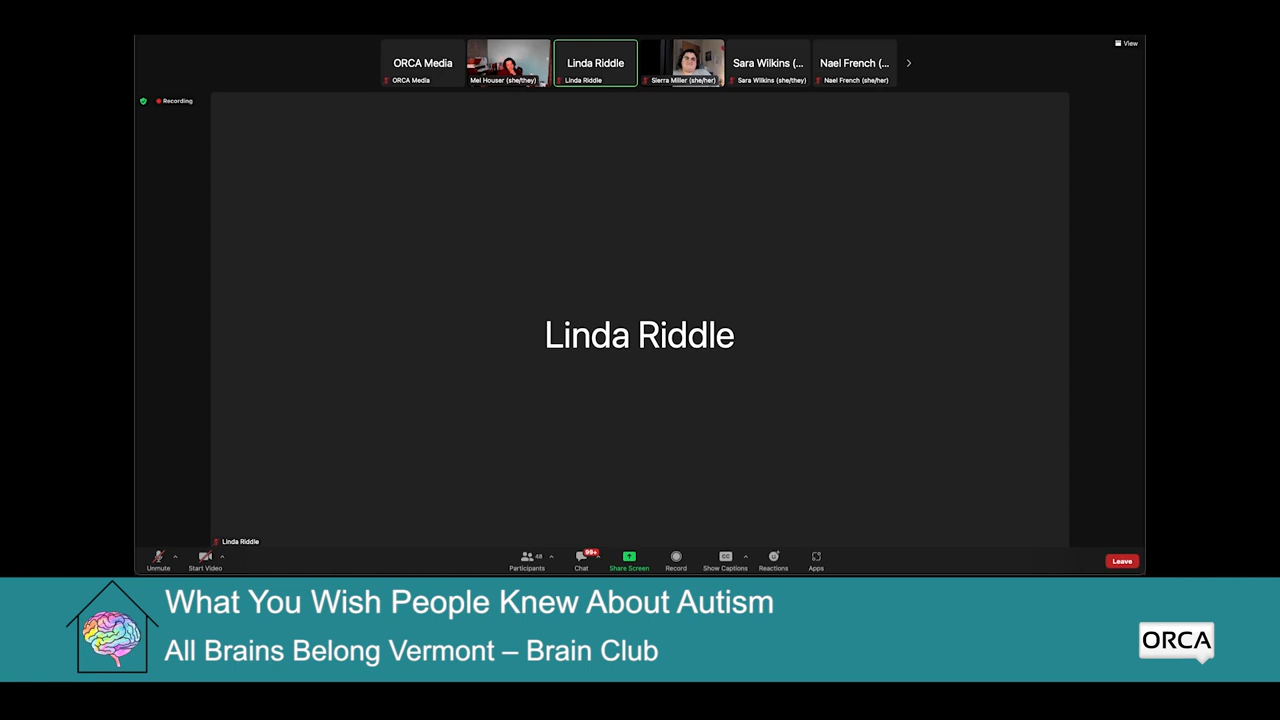 View
ORCA Media
ORCA Media
Mel Houser (she/they)
Linda Riddle
Linda Riddle
Sierra Miller (she/her)
Sara Wilkins (...
Sara Wilkins (she/they)
Nael French (...
Nael French (she/her)
Recording
Linda Riddle
Linda Riddle
Unmute
Start Video
48
Participants
99+
Chat
Share Screen
Record
CC
Show Captions
Reactions
Apps
Leave
What You Wish People Knew About Autism
All Brains Belong Vermont – Brain Club
ORCA